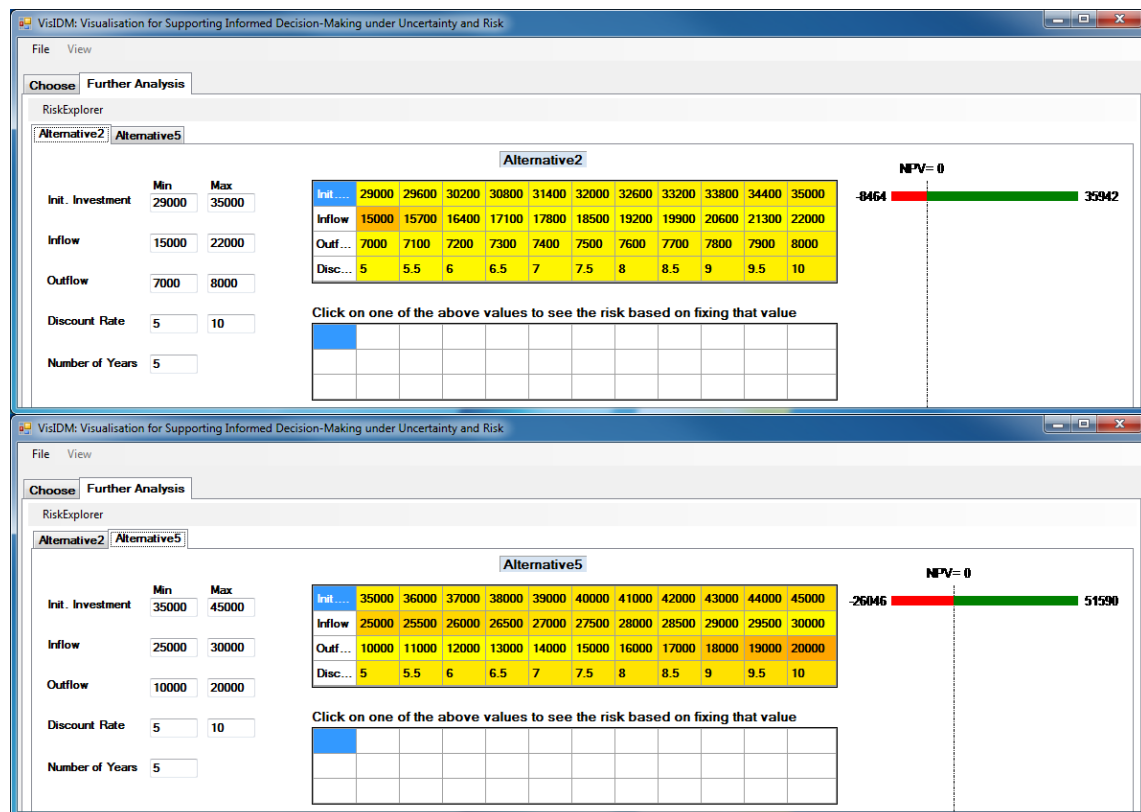 VisIDM: Visualisation for Supporting Informed Decision-Making under Uncertainty and Risk
File View
Choose Further Analysis
RiskExplorer
Alternative2 Alternative5
Alternative2
NPV= 0
-8464 35942
Min Max
Init. Investment 29000 35000
Inflow 15000 22000
Outflow 7000 8000
Discount Rate 5 10
Number of Years 5
Init.... 29000 29600 30200 30800 31400 32000 32600 33200 33800 34400 35000
Inflow 15000 15700 16400 17100 17800 18500 19200 19900 20600 21300 22000
Outf... 7000 7100 7200 7300 7400 7500 7600 7700 7800 7900 8000
Disc... 5 5.5 6 6.5 7 7.5 8 8.5 9 9.5 10
Click on one of the above values to see the risk based on fixing that value
VisIDM: Visualisation for Supporting Informed Decision-Making under Uncertainty and Risk
File View
Choose Further Analysis
RiskExplorer
Alternative2 Alternative5
Alternative5
NPV= 0
-26046 51590
Min Max
Init. Investment 35000 45000
Inflow 25000 30000
Outflow 10000 20000
Discount Rate 5 10
Number of Years 5
Init.... 35000 36000 37000 38000 39000 40000 41000 42000 43000 44000 45000
Inflow 25000 25500 26000 26500 27000 27500 28000 28500 29000 29500 30000
Outf... 10000 11000 12000 13000 14000 15000 16000 17000 18000 19000 20000
Disc... 5 5.5 6 6.5 7 7.5 8 8.5 9 9.5 10
Click on one of the above values to see the risk based on fixing that value